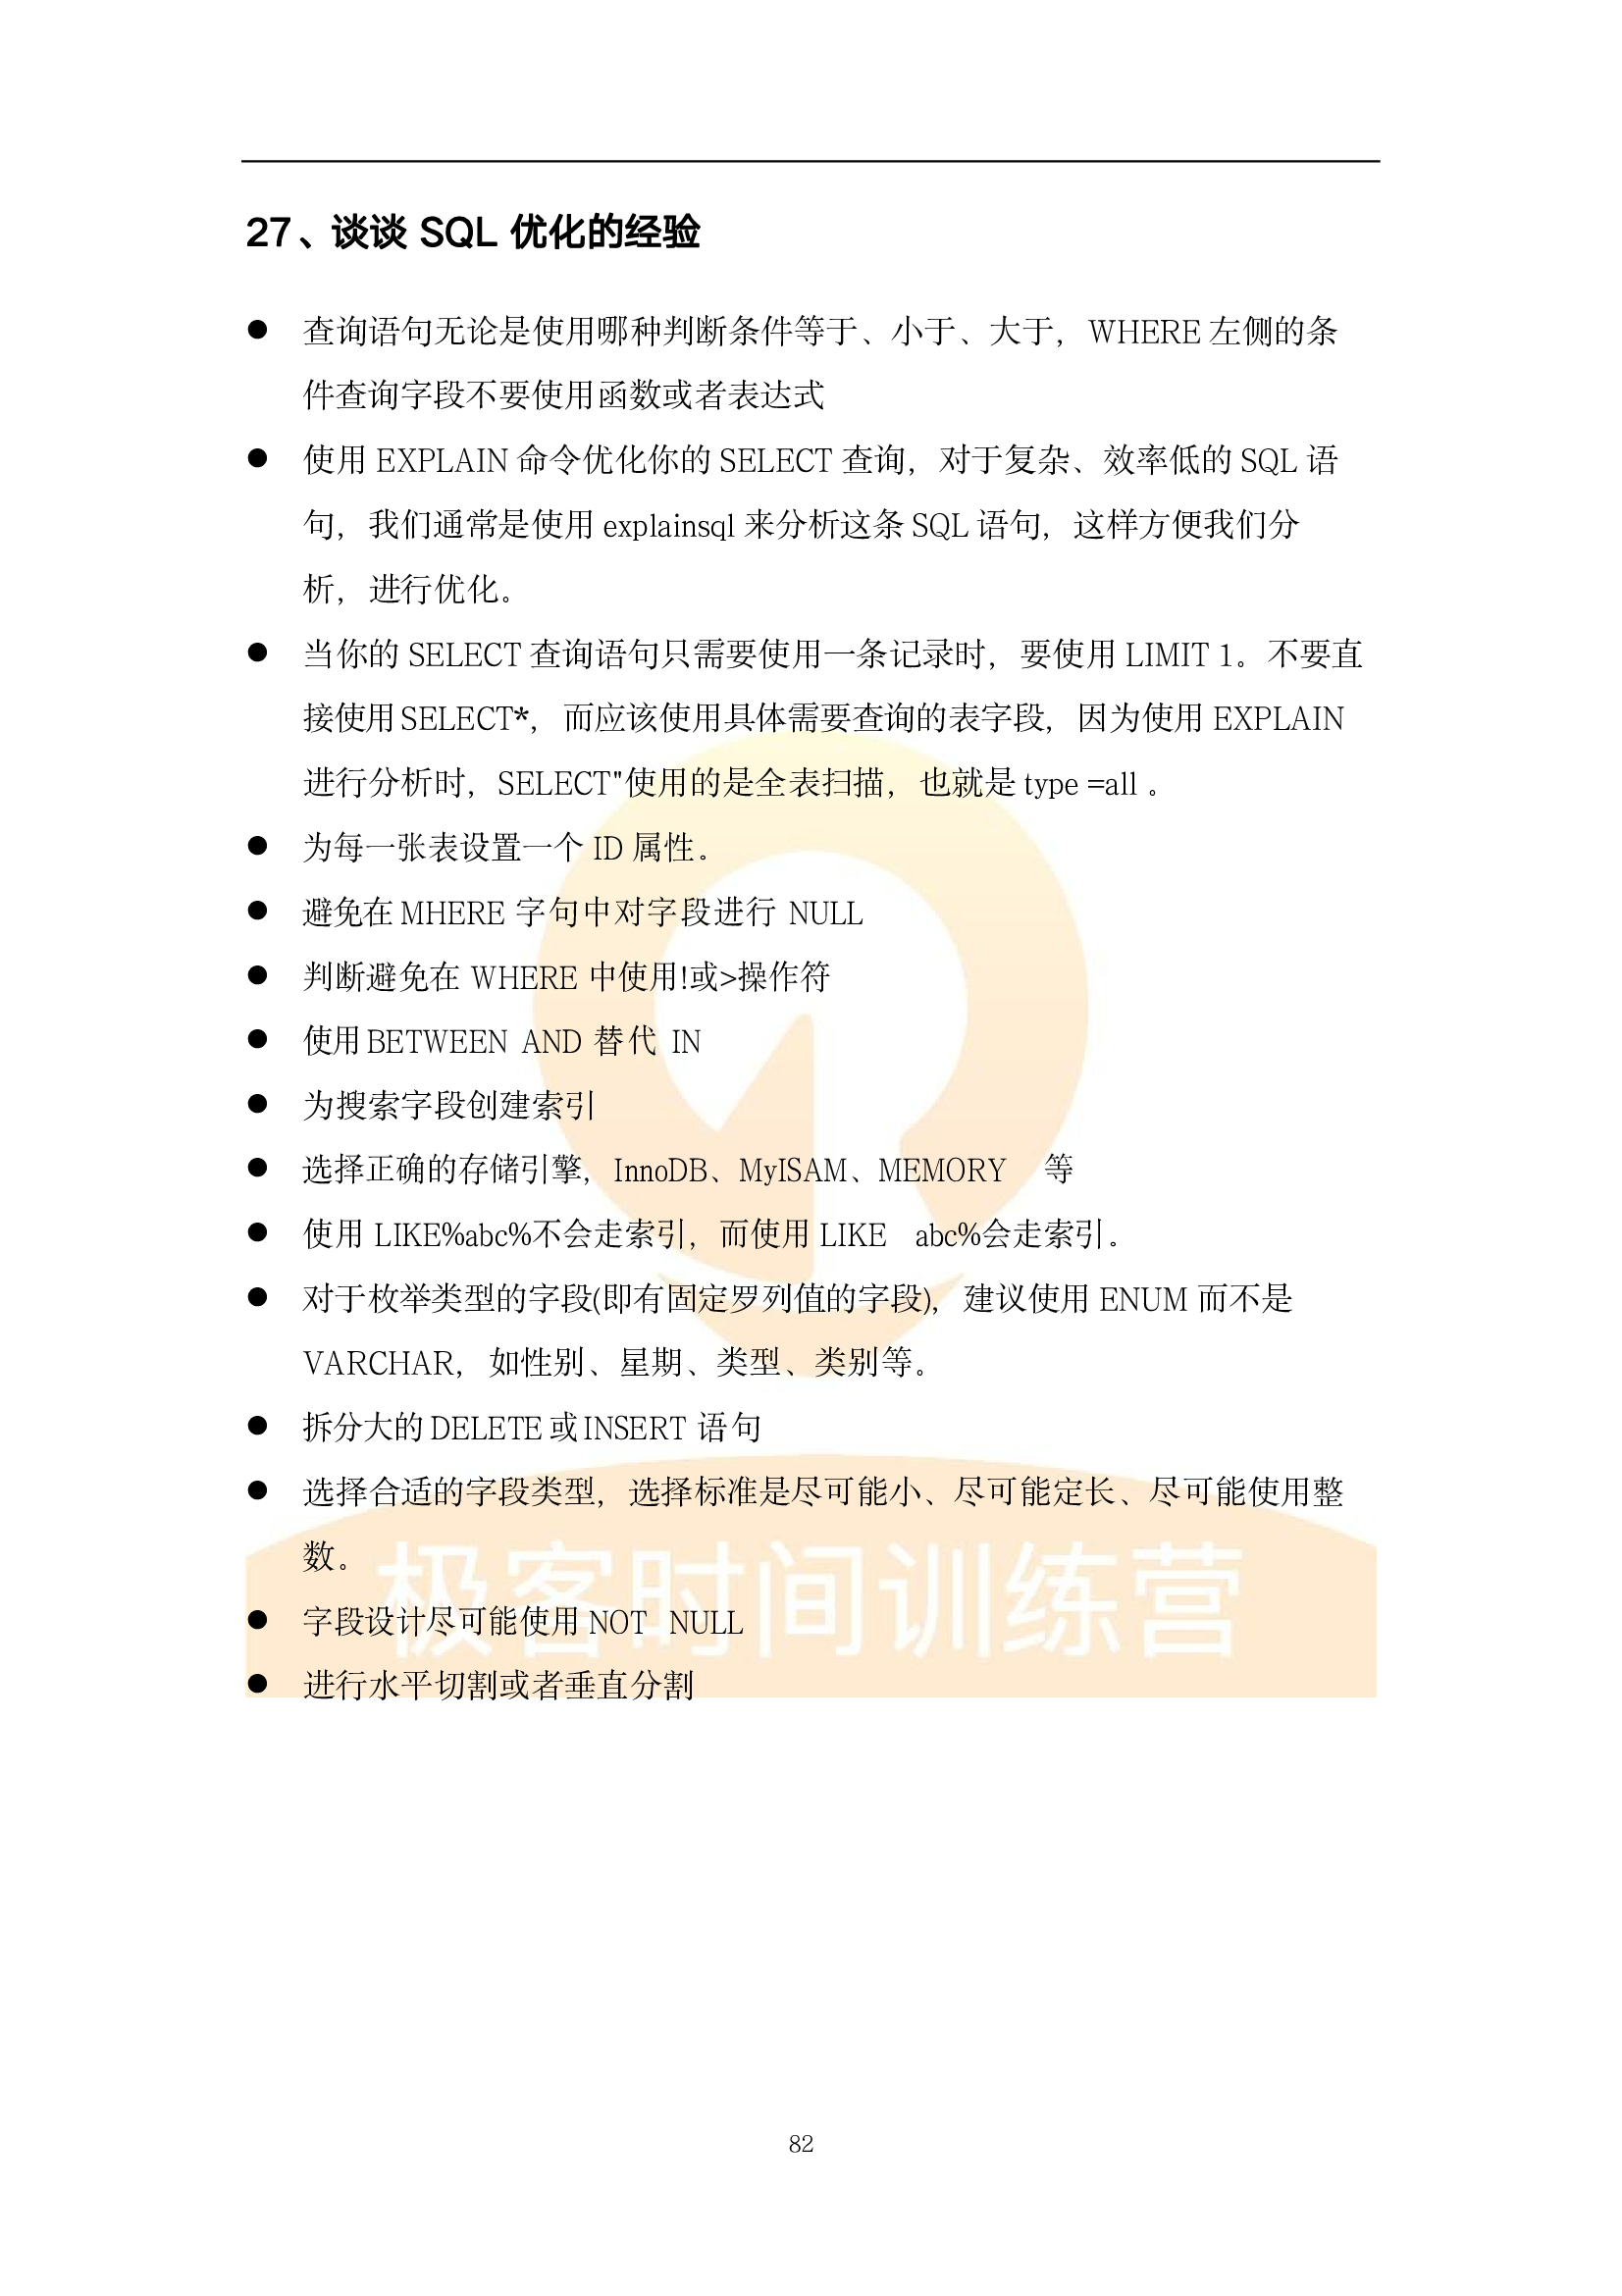 27、谈谈 SQL 优化的经验
● 查询语句无论是使用哪种判断条件等于、小于、大于，WHERE 左侧的条
件查询字段不要使用函数或者表达式
● 使用 EXPLAIN 命令优化你的 SELECT 查询，对于复杂、效率低的 SQL 语
句，我们通常是使用 explainsql 来分析这条 SQL 语句，这样方便我们分
析，进行优化。
● 当你的 SELECT 查询语句只需要使用一条记录时，要使用 LIMIT 1。不要直
接使用 SELECT*，而应该使用具体需要查询的表字段，因为使用 EXPLAIN
进行分析时，SELECT"使用的是全表扫描，也就是 type =all 。
● 为每一张表设置一个 ID 属性。
● 避免在 MHERE 字句中对字段进行 NULL
● 判断避免在 WHERE 中使用!或>操作符
● 使用 BETWEEN AND 替代 IN
● 为搜索字段创建索引
● 选择正确的存储引擎，InnoDB、MyISAM、MEMORY 等
● 使用 LIKE%abc%不会走索引，而使用 LIKE abc%会走索引。
● 对于枚举类型的字段(即有固定罗列值的字段)，建议使用 ENUM 而不是
VARCHAR，如性别、星期、类型、类别等。
● 拆分大的 DELETE 或 INSERT 语句
● 选择合适的字段类型，选择标准是尽可能小、尽可能定长、尽可能使用整
数。
极客时间训练营
● 字段设计尽可能使用 NOT NULL
● 进行水平切割或者垂直分割
82